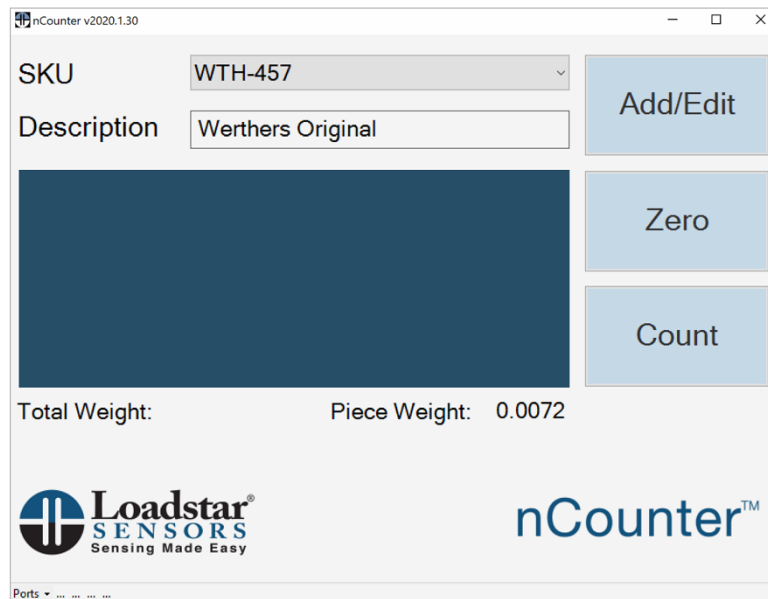 nCounter v2020.1.30
SKU
WTH-457
Add/Edit
Description
Werthers Original
Zero
Count
Total Weight:
Piece Weight: 0.0072
Loadstar®
SENSORS
Sensing Made Easy
nCounter™
Ports ... ... ... ...